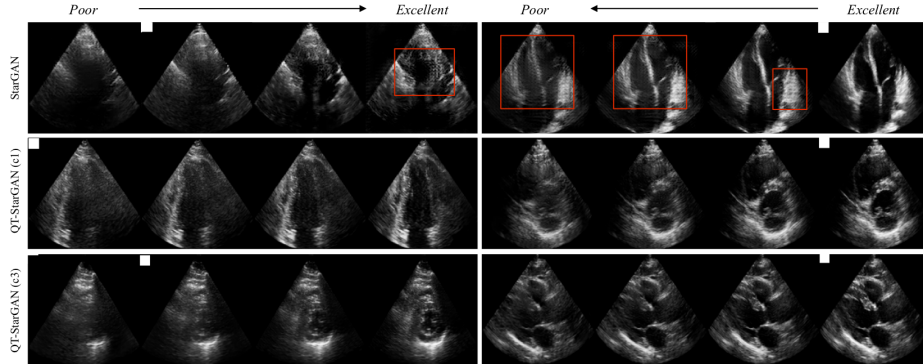 Poor Excellent Poor Excellent
StarGAN
QT-StarGAN (c1)
QT-StarGAN (c3)